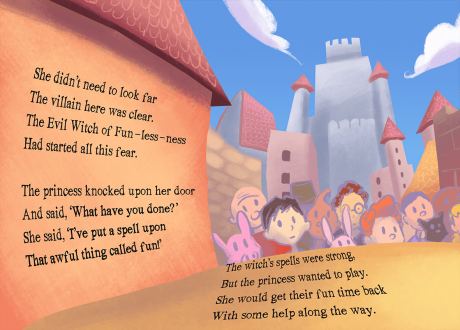 She didn't need to look far
The villain here was clear.
The Evil Witch of Fun-less-ness
Had started all this fear.
The princess knocked upon her door
And said, 'What have you done?'
She said, 'I've put a spell upon
That awful thing called fun!'
The witch's spells were strong,
But the princess wanted to play.
She would get their fun time back
With some help along the way.